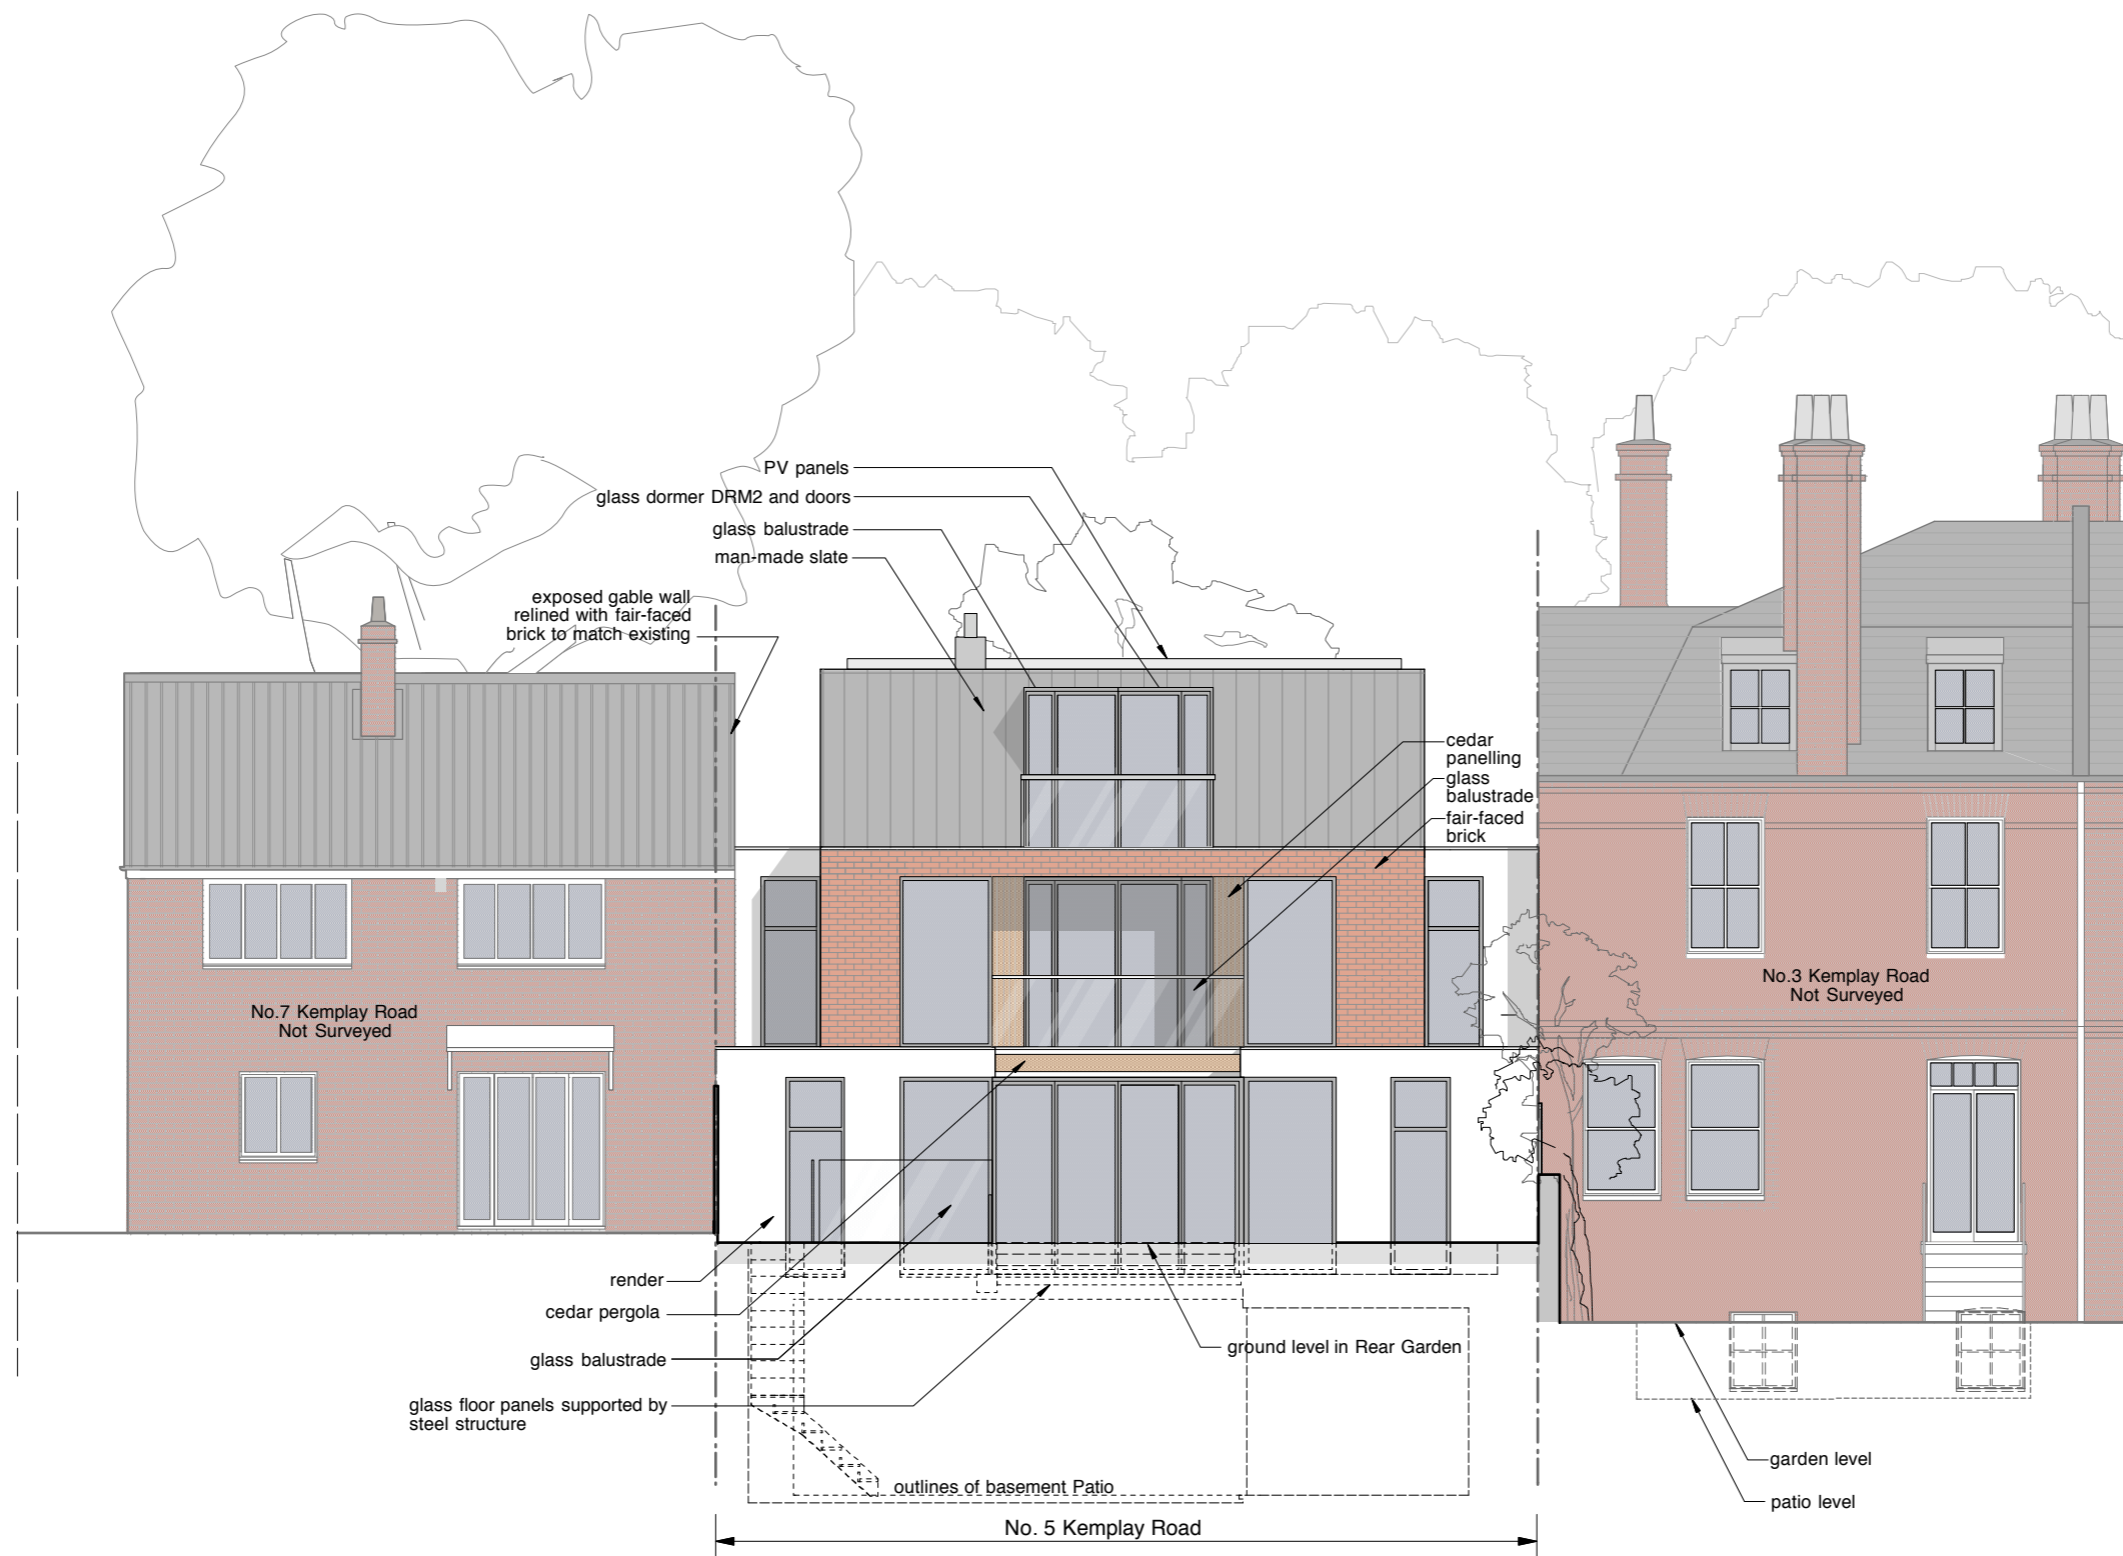 PV panels
glass dormer DRM2 and doors
glass balustrade
man-made slate
exposed gable wall
relined with fair-faced
brick to match existing
cedar
panelling
glass
balustrade
fair-faced
brick
No.7 Kemplay Road
Not Surveyed
No.3 Kemplay Road
Not Surveyed
render
cedar pergola
glass balustrade
glass floor panels supported by
steel structure
ground level in Rear Garden
outlines of basement Patio
garden level
patio level
No. 5 Kemplay Road